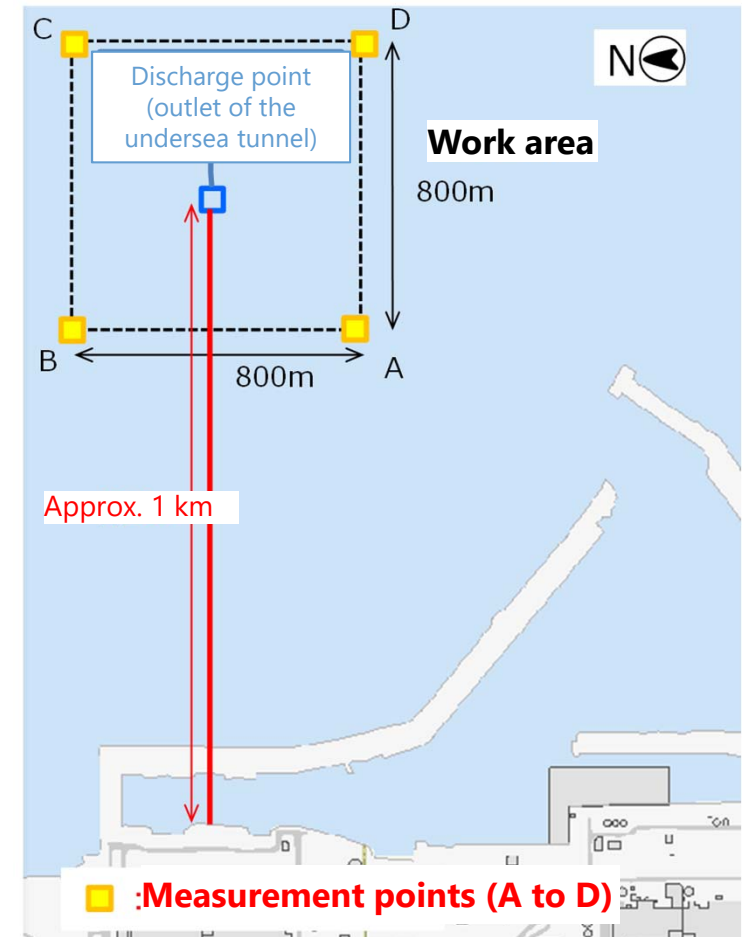 C
D
N
Discharge point
(outlet of the
undersea tunnel)
Work area
800m
B
800m
A
Approx. 1 km
:Measurement points (A to D)